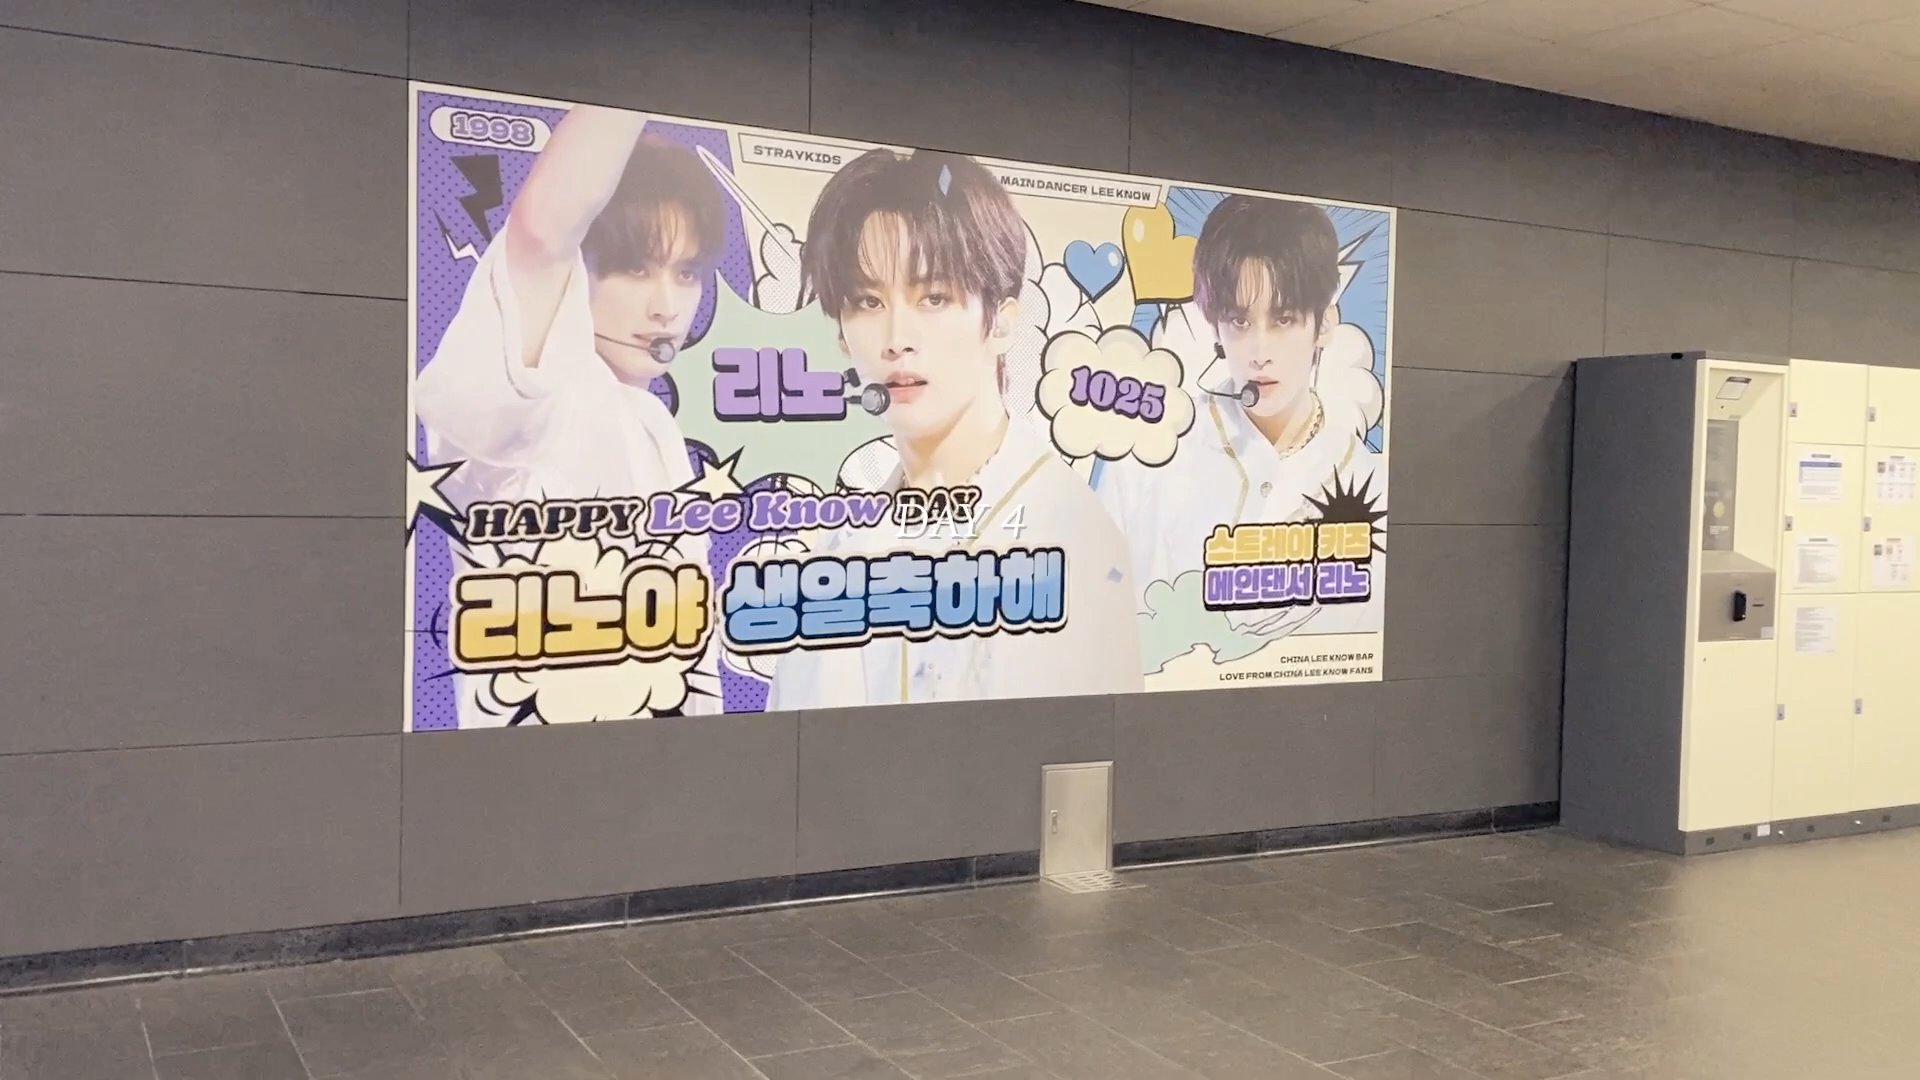 1998
STRAYKIDS
MAIN DANCER LEE KNOW
리노
1025
HAPPY Lee Know DAY
DAY 4
리노야 생일축하해
스트레이 키즈
메인댄서 리노
CHINA LEE KNOW BAR
LOVE FROM CHINA LEE KNOW FANS